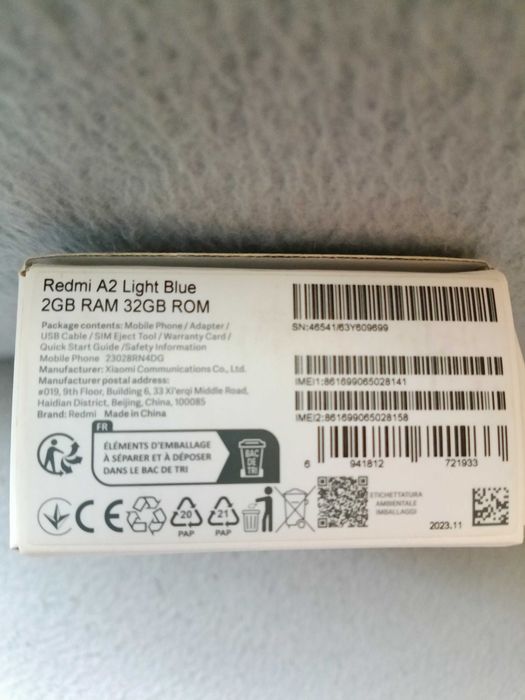 Redmi A2 Light Blue
2GB RAM 32GB ROM
Package contents: Mobile Phone / Adapter /
USB Cable / SIM Eject Tool / Warranty Card /
Quick Start Guide /Safety Information
Mobile Phone 23028RN4DG
Manufacturer: Xiaomi Communications Co., Ltd.
Manufacturer postal address:
#019, 9th Floor, Building 6, 33 Xi'erqi Middle Road,
Haidian District, Beijing, China, 100085
Brand: Redmi Made in China
SN:46541/63Y609699
IMEI1:861699065028141
IMEI2:861699065028158
6 941812 721933
FR
ÉLÉMENTS D'EMBALLAGE
À SÉPARER ET À DÉPOSER
DANS LE BAC DE TRI
BAC
DE
TRI
CE
20
PAP
21
PAP
ETICHETTATURA
AMBIENTALE
IMBALLAGGI
2023.11